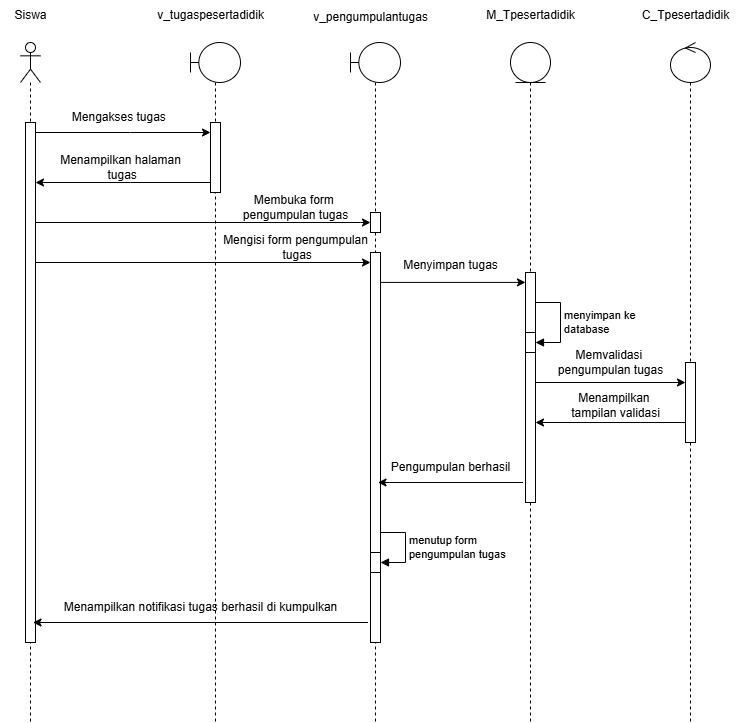 Siswa
v_tugaspesertadidik
v_pengumpulantugas
M_Tpesertadidik
C_Tpesertadidik
Mengakses tugas
Menampilkan halaman
tugas
Membuka form
pengumpulan tugas
Mengisi form pengumpulan
tugas
Menyimpan tugas
menyimpan ke
database
Memvalidasi
pengumpulan tugas
Menampilkan
tampilan validasi
Pengumpulan berhasil
menutup form
pengumpulan tugas
Menampilkan notifikasi tugas berhasil di kumpulkan